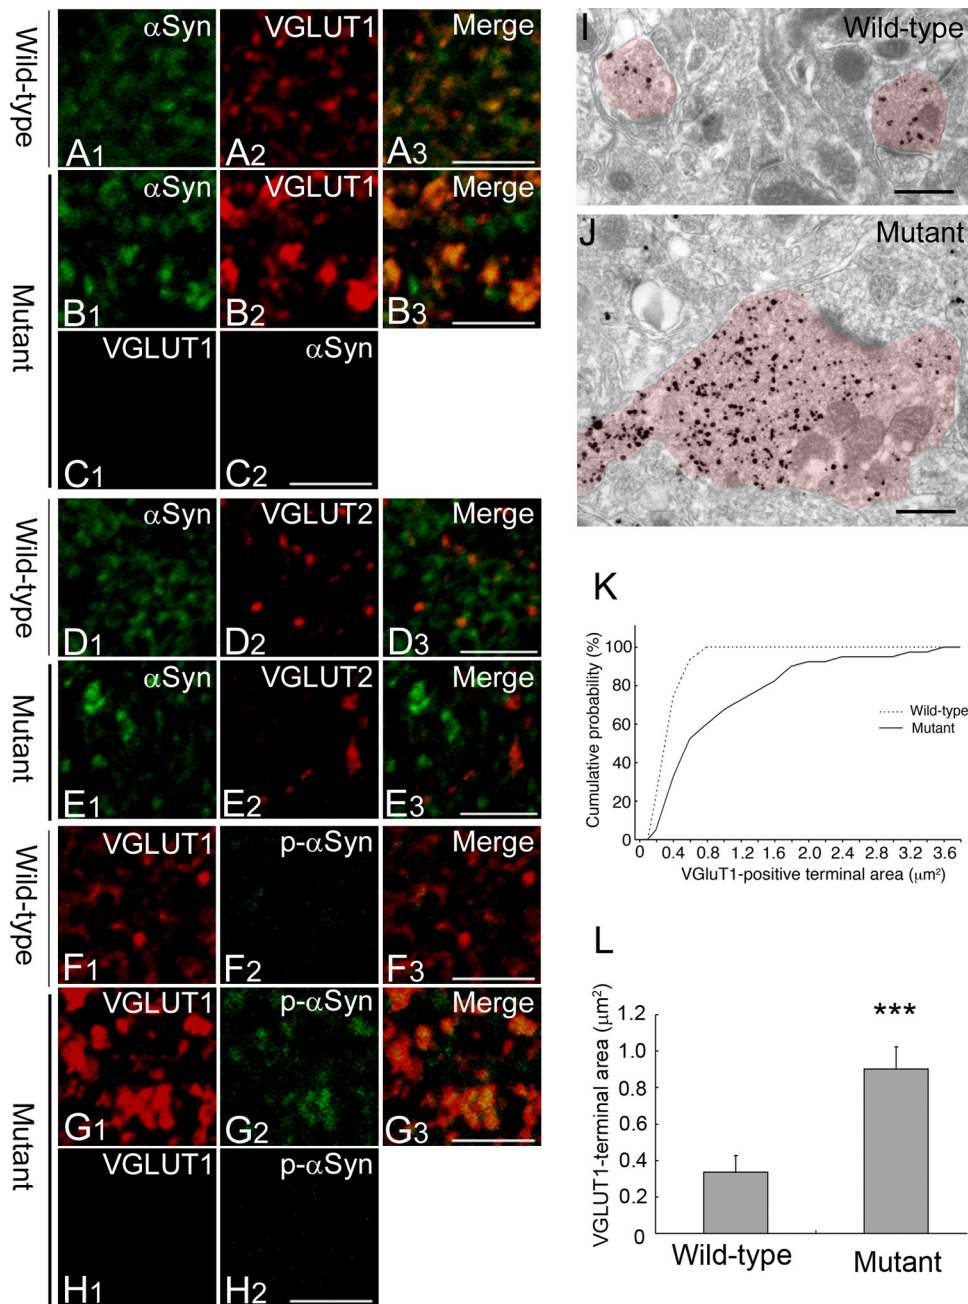 Wild-type
αSyn
A1
VGLUT1
A2
Merge
A3
Mutant
αSyn
B1
VGLUT1
B2
Merge
B3
VGLUT1
C1
αSyn
C2
Wild-type
αSyn
D1
VGLUT2
D2
Merge
D3
Mutant
αSyn
E1
VGLUT2
E2
Merge
E3
Wild-type
VGLUT1
F1
p-αSyn
F2
Merge
F3
Mutant
VGLUT1
G1
p-αSyn
G2
Merge
G3
VGLUT1
H1
p-αSyn
H2
I
Wild-type
J
Mutant
K
Cumulative probability (%)
100
80
60
40
20
0
0 0.4 0.8 1.2 1.6 2.0 2.4 2.8 3.2 3.6
VGluT1-positive terminal area (μm²)
Wild-type
Mutant
L
VGLUT1-terminal area (μm²)
1.2
1.0
0.8
0.6
0.4
0.2
0
***
Wild-type Mutant